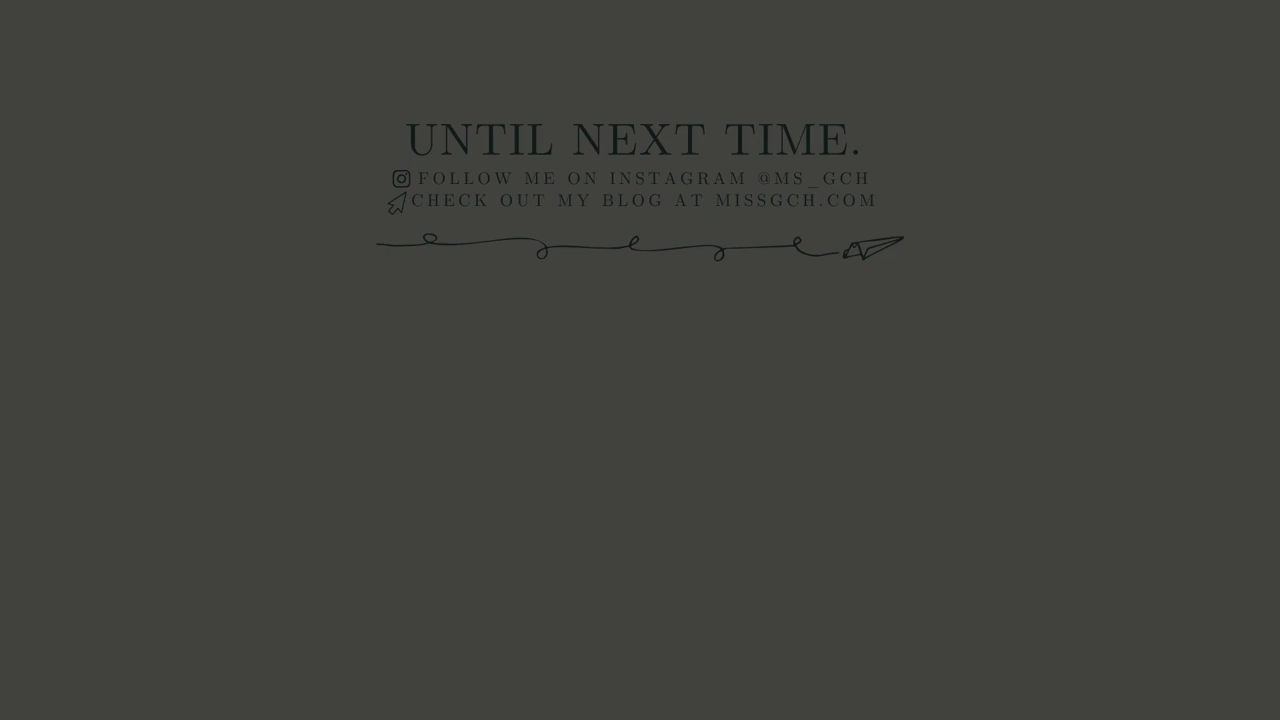 UNTIL NEXT TIME.
FOLLOW ME ON INSTAGRAM @MS_GCH
CHECK OUT MY BLOG AT MISSGCH.COM